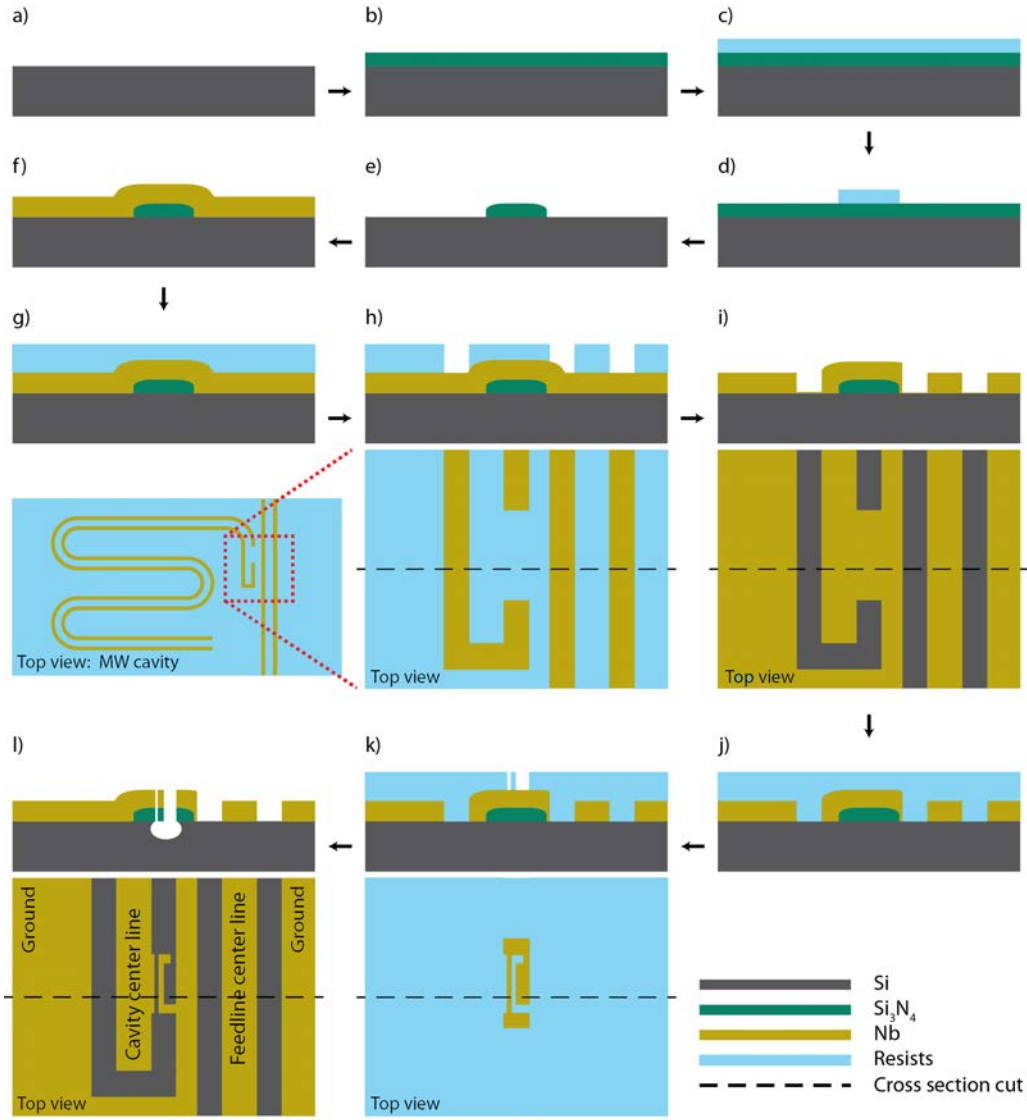 a)
b)
c)
f)
e)
d)
g)
h)
i)
Top view: MW cavity
Top view
Top view
l)
k)
j)
Ground
Cavity center line
Feedline center line
Ground
Top view
Top view
Si
Si₃N₄
Nb
Resists
Cross section cut